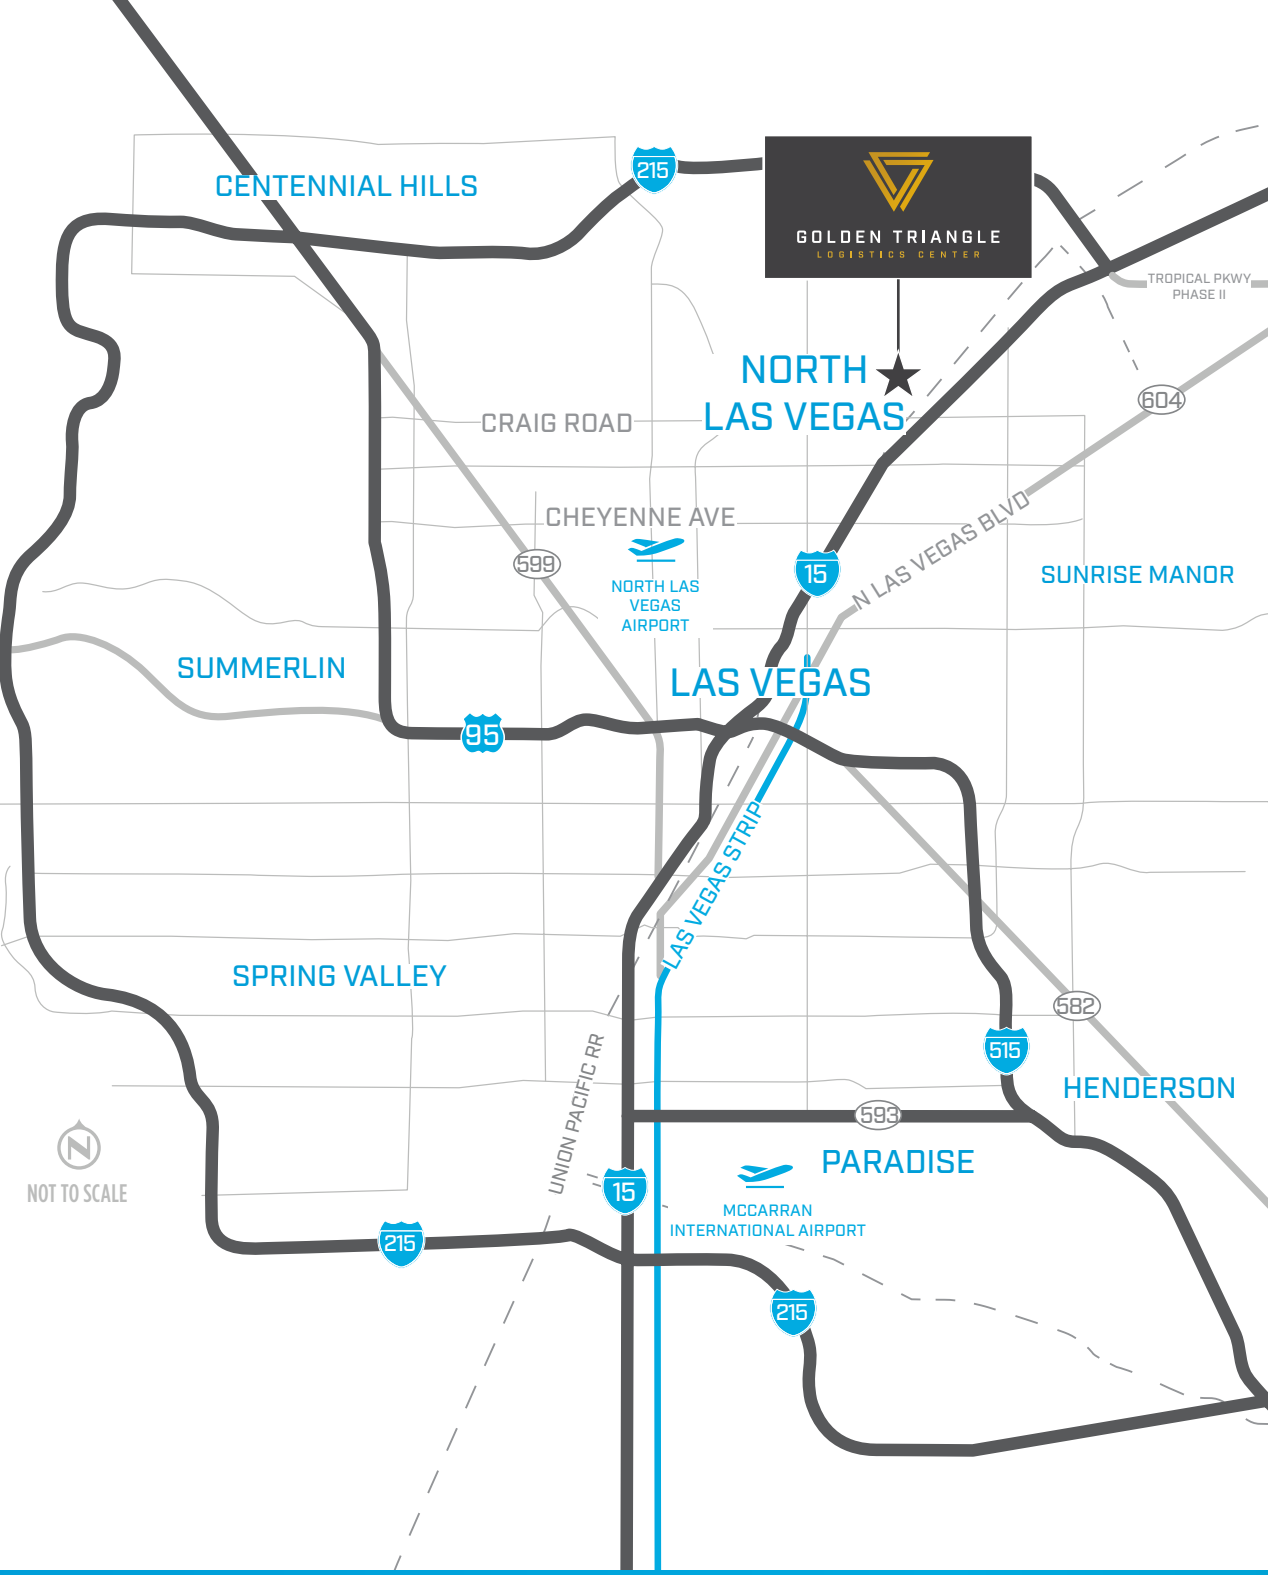 215
CENTENNIAL HILLS
GOLDEN TRIANGLE
LOGISTICS CENTER
TROPICAL PKWY
PHASE II
NORTH
LAS VEGAS
604
CRAIG ROAD
CHEYENNE AVE
N LAS VEGAS BLVD
599
15
SUNRISE MANOR
NORTH LAS
VEGAS
AIRPORT
SUMMERLIN
LAS VEGAS
95
LAS VEGAS STRIP
SPRING VALLEY
582
515
UNION PACIFIC RR
HENDERSON
593
N
NOT TO SCALE
PARADISE
15
MCCARRAN
INTERNATIONAL AIRPORT
215
215